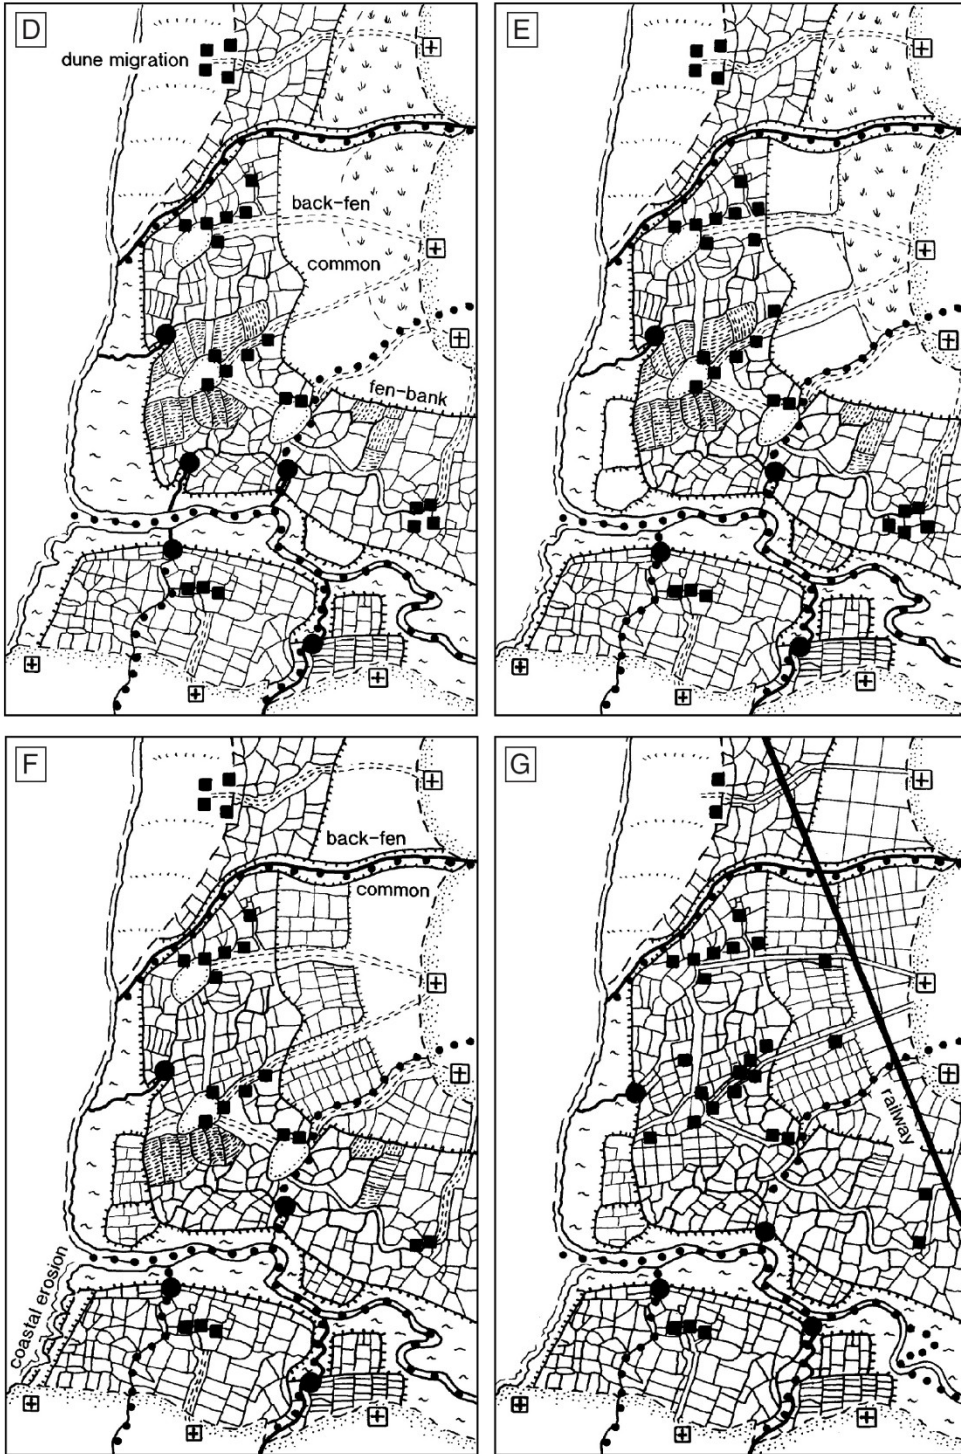 D
dune migration
back-fen
common
fen-bank
E
F
back-fen
common
coastal erosion
G
railway